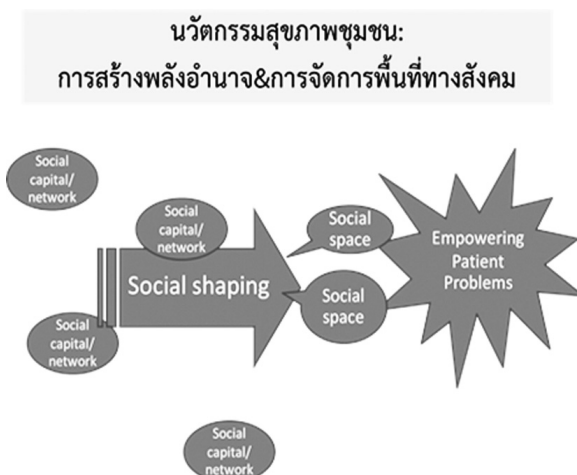 นวัตกรรมสุขภาพชุมชน:
การสร้างพลังอำนาจ&การจัดการพื้นที่ทางสังคม
Social
capital/
network
Social
capital/
network
Social shaping
Social
capital/
network
Social
space
Social
space
Empowering
Patient
Problems
Social
capital/
network